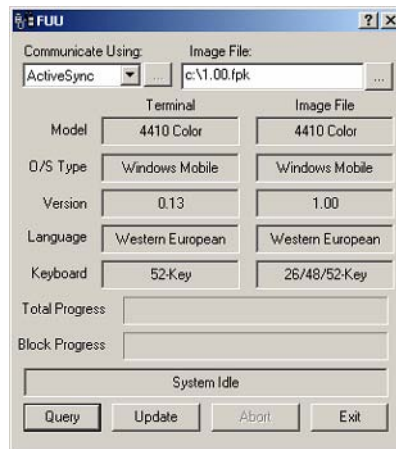 FUU
Communicate Using: Image File:
ActiveSync ... c:\1.00.fpk ...
Terminal Image File
Model 4410 Color 4410 Color
O/S Type Windows Mobile Windows Mobile
Version 0.13 1.00
Language Western European Western European
Keyboard 52-Key 26/48/52-Key
Total Progress
Block Progress
System Idle
Query Update Abort Exit